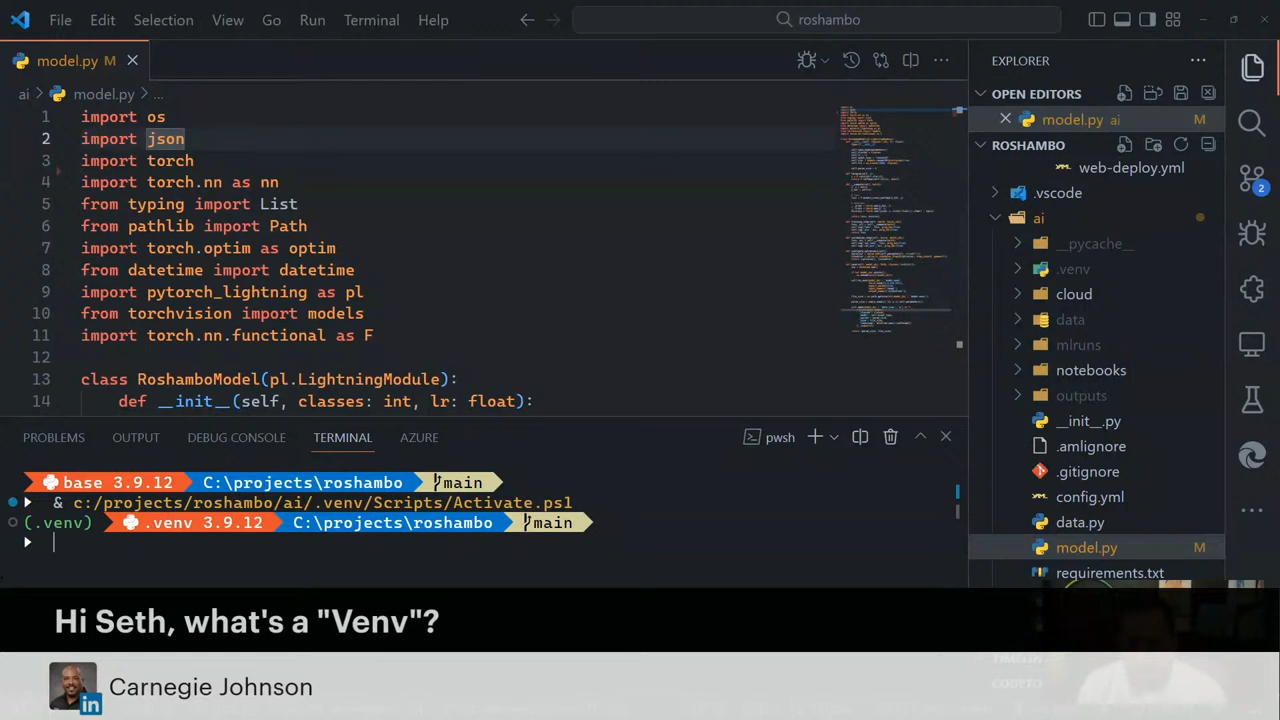 File Edit Selection View Go Run Terminal Help roshambo
model.py M
ai model.py ...
1 import os
2 import json
3 import torch
4 import torch.nn as nn
5 from typing import List
6 from pathlib import Path
7 import torch.optim as optim
8 from datetime import datetime
9 import pytorch_lightning as pl
10 from torchvision import models
11 import torch.nn.functional as F
12
13 class RoshamboModel(pl.LightningModule):
14 def __init__(self, classes: int, lr: float):
EXPLORER
OPEN EDITORS
model.py ai M
ROSHAMBO
web-deploy.yml
.vscode
ai
__pycache__
.venv
cloud
data
mlruns
notebooks
outputs
__init__.py
.amlignore
.gitignore
config.yml
data.py
model.py M
requirements.txt
2
PROBLEMS OUTPUT DEBUG CONSOLE TERMINAL AZURE
pwsh
base 3.9.12 C:\projects\roshambo main
& c:/projects/roshambo/ai/.venv/Scripts/Activate.ps1
(.venv) .venv 3.9.12 C:\projects\roshambo main
Hi Seth, what's a "Venv"?
Carnegie Johnson
in